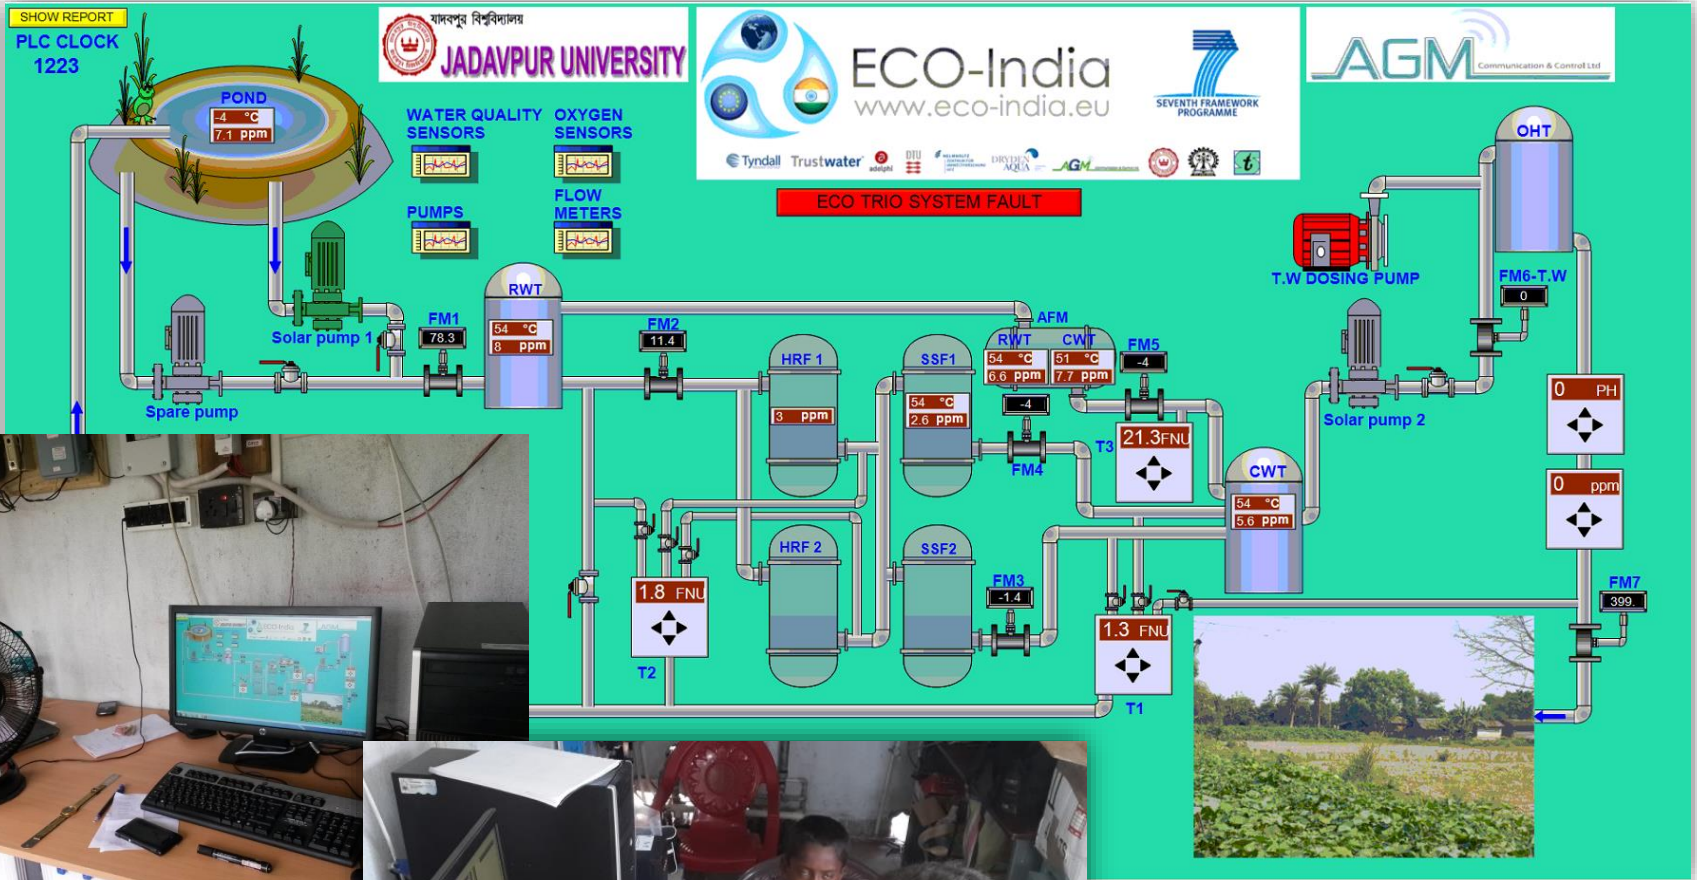 SHOW REPORT
PLC CLOCK
1223
যাদবপুর বিশ্ববিদ্যালয়
JADAVPUR UNIVERSITY
ECO-India
www.eco-india.eu
SEVENTH FRAMEWORK
PROGRAMME
Tyndall
Trustwater
adelphi
DTU
DRYDEN
AQUA
AGM
AGM
Communication & Control Ltd
POND
-4 °C
7.1 ppm
WATER QUALITY
SENSORS
OXYGEN
SENSORS
PUMPS
FLOW
METERS
ECO TRIO SYSTEM FAULT
OHT
T.W DOSING PUMP
FM6-T.W
0
Solar pump 1
Spare pump
FM1
78.3
RWT
54 °C
8 ppm
FM2
11.4
HRF 1
3 ppm
SSF1
54 °C
2.6 ppm
AFM
RWT
54 °C
6.6 ppm
CWT
51 °C
7.7 ppm
FM5
-4
-4
FM4
T3
21.3FNU
Solar pump 2
0 PH
0 ppm
CWT
54 °C
5.6 ppm
HRF 2
SSF2
FM3
-1.4
1.8 FNU
T2
1.3 FNU
T1
FM7
399.